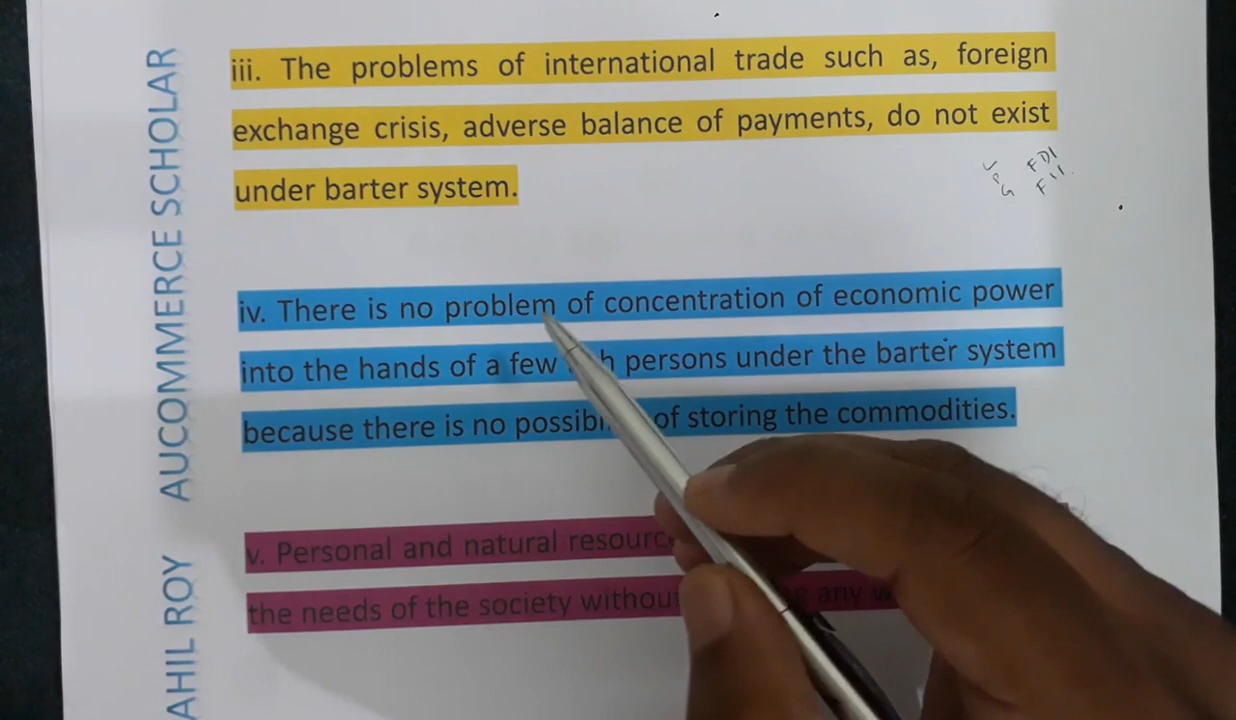 iii. The problems of international trade such as, foreign
exchange crisis, adverse balance of payments, do not exist
under barter system.
FDI
FII
iv. There is no problem of concentration of economic power
into the hands of a few persons under the barter system
because there is no of storing the commodities.
v. Personal and natural
the needs of the society any
AHIL ROY AUCOMMERCE SCHOLAR